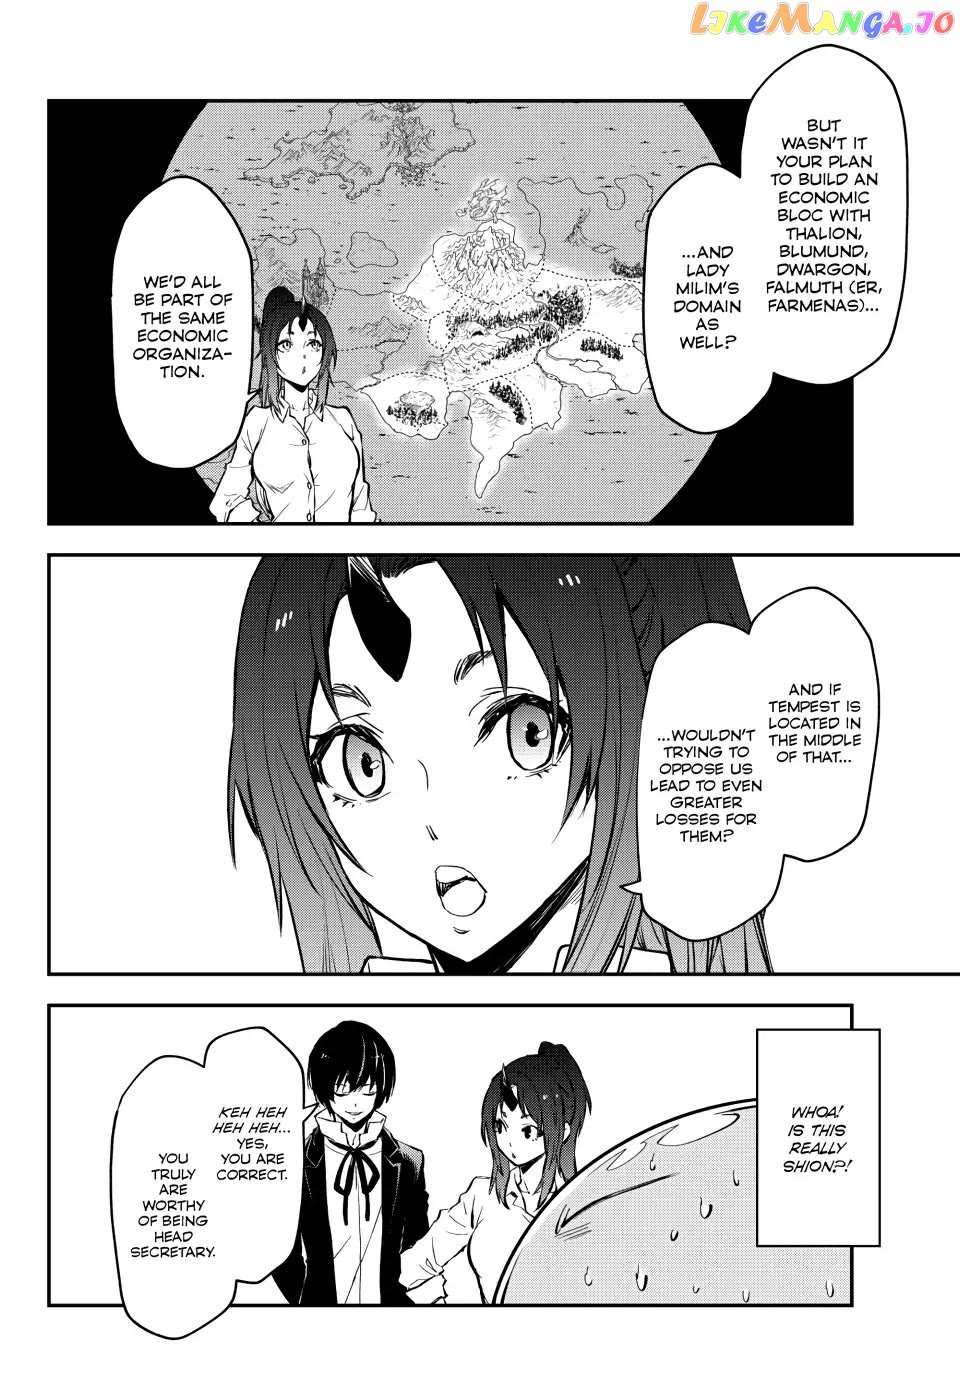 LIKEMANGA.IO
BUT
WASN'T IT
YOUR PLAN
TO BUILD AN
ECONOMIC
BLOC WITH
THALION,
BLUMUND,
DWARGON,
FALMUTH (ER,
FARMENAS)...
...AND
LADY
MILIM'S
DOMAIN
AS
WELL?
WE'D ALL
BE PART OF
THE SAME
ECONOMIC
ORGANIZA-
TION.
AND IF
TEMPEST IS
LOCATED IN
THE MIDDLE
OF THAT...
...WOULDN'T
TRYING TO
OPPOSE US
LEAD TO EVEN
GREATER
LOSSES FOR
THEM?
WHOA!
IS THIS
REALLY
SHION?!
KEH HEH
HEH HEH...
YES,
YOU ARE
CORRECT.
YOU
TRULY
ARE
WORTHY
OF BEING
HEAD
SECRETARY.